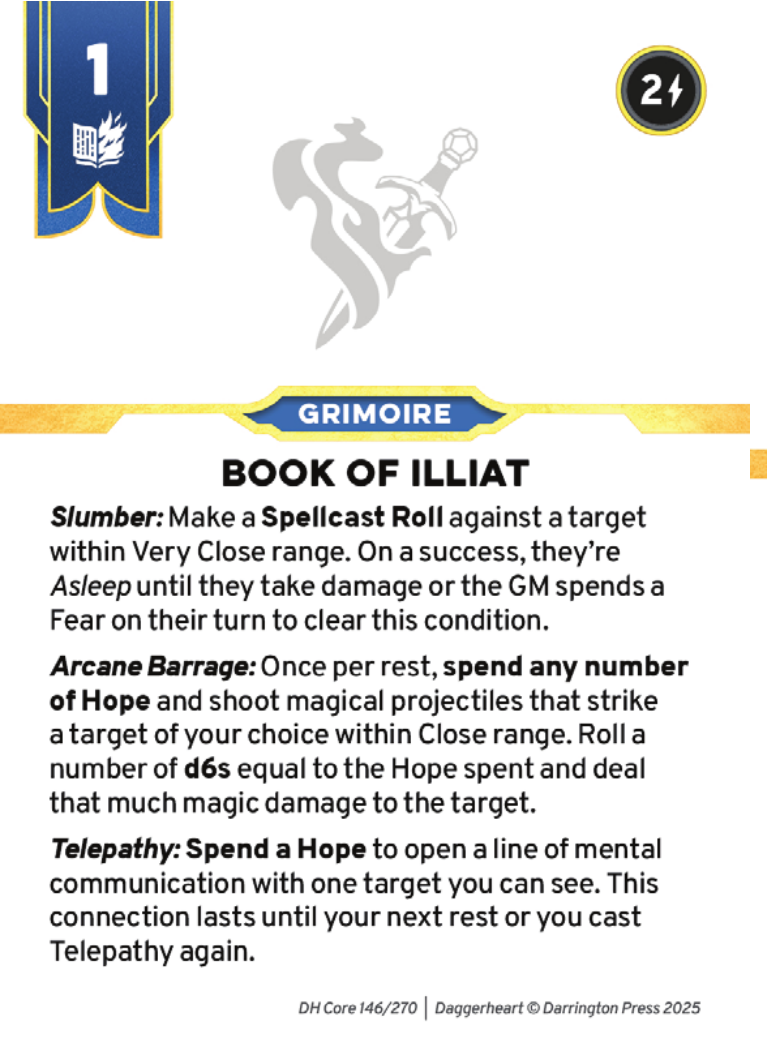 1
2
GRIMOIRE
BOOK OF ILLIAT
Slumber: Make a Spellcast Roll against a target
within Very Close range. On a success, they’re
Asleep until they take damage or the GM spends a
Fear on their turn to clear this condition.
Arcane Barrage: Once per rest, spend any number
of Hope and shoot magical projectiles that strike
a target of your choice within Close range. Roll a
number of d6s equal to the Hope spent and deal
that much magic damage to the target.
Telepathy: Spend a Hope to open a line of mental
communication with one target you can see. This
connection lasts until your next rest or you cast
Telepathy again.
DH Core 146/270 | Daggerheart © Darrington Press 2025